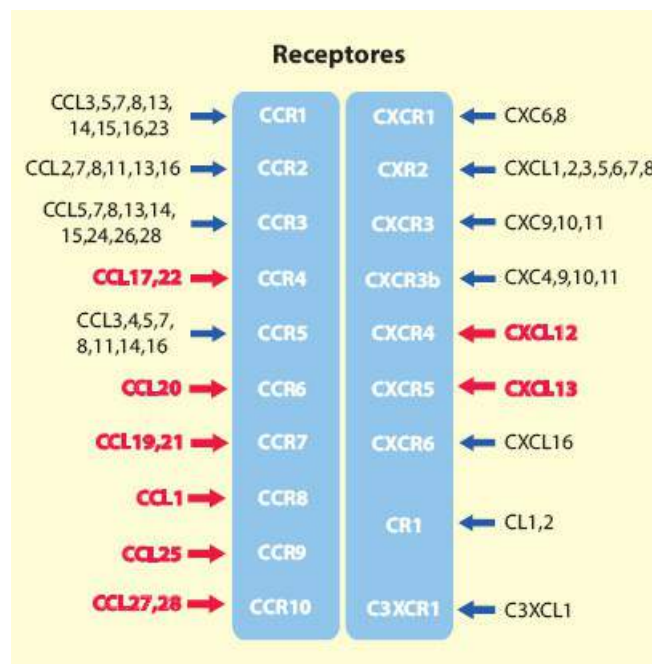 Receptores
CCL3,5,7,8,13,
14,15,16,23
CCR1
CXCR1
CXC6,8
CCL2,7,8,11,13,16
CCR2
CXR2
CXCL1,2,3,5,6,7,8
CCL5,7,8,13,14,
15,24,26,28
CCR3
CXCR3
CXC9,10,11
CCL17,22
CCR4
CXCR3b
CXC4,9,10,11
CCL3,4,5,7,
8,11,14,16
CCR5
CXCR4
CXCL12
CCL20
CCR6
CXCR5
CXCL13
CCL19,21
CCR7
CXCR6
CXCL16
CCL1
CCR8
CR1
CL1,2
CCL25
CCR9
CCL27,28
CCR10
C3XCR1
C3XCL1